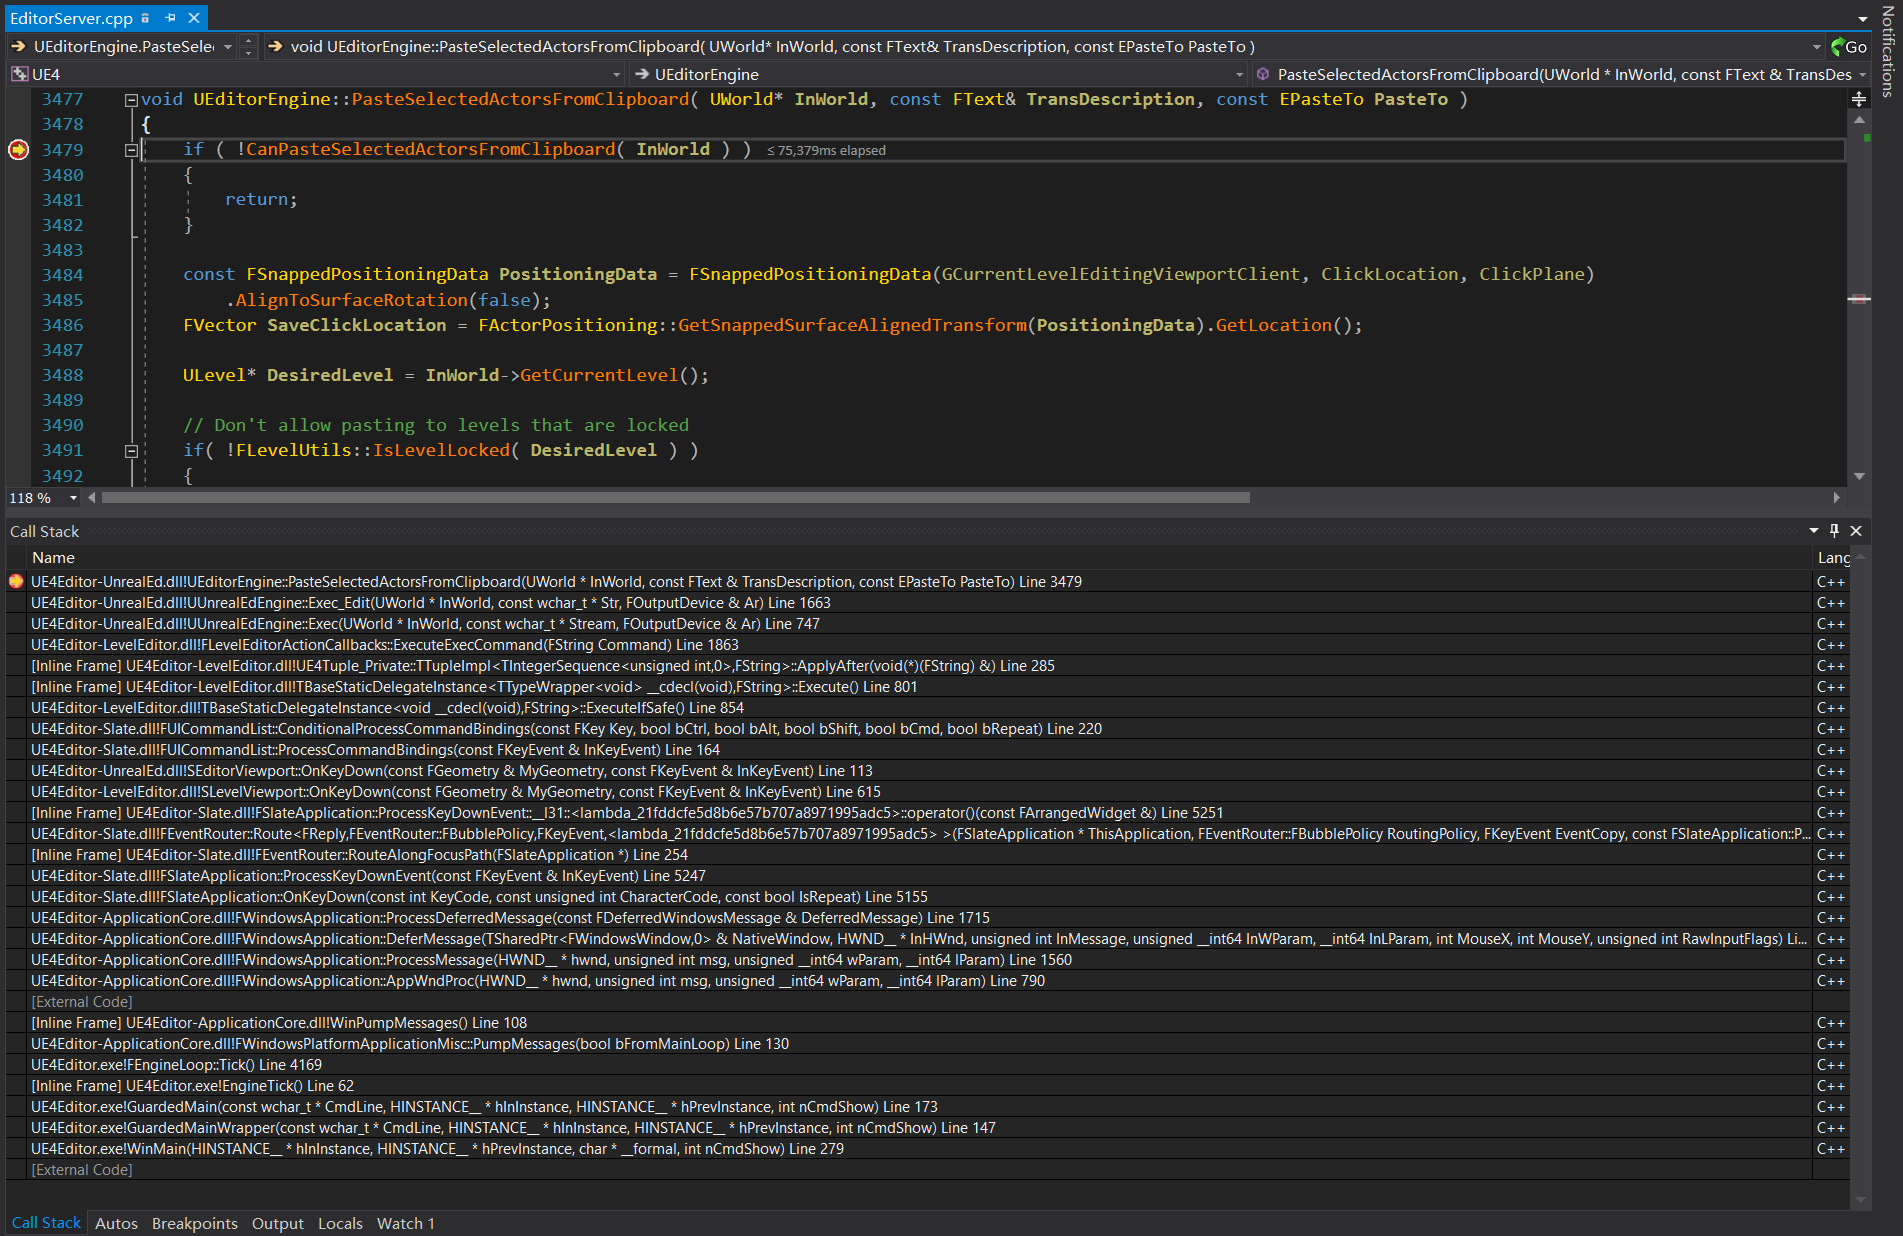 EditorServer.cpp
UEditorEngine.PasteSele
void UEditorEngine::PasteSelectedActorsFromClipboard( UWorld* InWorld, const FText& TransDescription, const EPasteTo PasteTo )
Go
Notifications
UE4
UEditorEngine
PasteSelectedActorsFromClipboard(UWorld * InWorld, const FText & TransDes
3477 void UEditorEngine::PasteSelectedActorsFromClipboard( UWorld* InWorld, const FText& TransDescription, const EPasteTo PasteTo )
3478 {
3479 if ( !CanPasteSelectedActorsFromClipboard( InWorld ) ) ≤ 75,379ms elapsed
3480 {
3481 return;
3482 }
3483
3484 const FSnappedPositioningData PositioningData = FSnappedPositioningData(GCurrentLevelEditingViewportClient, ClickLocation, ClickPlane)
3485 .AlignToSurfaceRotation(false);
3486 FVector SaveClickLocation = FActorPositioning::GetSnappedSurfaceAlignedTransform(PositioningData).GetLocation();
3487
3488 ULevel* DesiredLevel = InWorld->GetCurrentLevel();
3489
3490 // Don't allow pasting to levels that are locked
3491 if( !FLevelUtils::IsLevelLocked( DesiredLevel ) )
3492 {
118 %
Call Stack
Name Lang
UE4Editor-UnrealEd.dll!UEditorEngine::PasteSelectedActorsFromClipboard(UWorld * InWorld, const FText & TransDescription, const EPasteTo PasteTo) Line 3479 C++
UE4Editor-UnrealEd.dll!UUnrealEdEngine::Exec_Edit(UWorld * InWorld, const wchar_t * Str, FOutputDevice & Ar) Line 1663 C++
UE4Editor-UnrealEd.dll!UUnrealEdEngine::Exec(UWorld * InWorld, const wchar_t * Stream, FOutputDevice & Ar) Line 747 C++
UE4Editor-LevelEditor.dll!FLevelEditorActionCallbacks::ExecuteExecCommand(FString Command) Line 1863 C++
[Inline Frame] UE4Editor-LevelEditor.dll!UE4Tuple_Private::TTupleImpl<TIntegerSequence<unsigned int,0>,FString>::ApplyAfter(void(*)(FString) &) Line 285 C++
[Inline Frame] UE4Editor-LevelEditor.dll!TBaseStaticDelegateInstance<TTypeWrapper<void> __cdecl(void),FString>::Execute() Line 801 C++
UE4Editor-LevelEditor.dll!TBaseStaticDelegateInstance<void __cdecl(void),FString>::ExecuteIfSafe() Line 854 C++
UE4Editor-Slate.dll!FUICommandList::ConditionalProcessCommandBindings(const FKey Key, bool bCtrl, bool bAlt, bool bShift, bool bCmd, bool bRepeat) Line 220 C++
UE4Editor-Slate.dll!FUICommandList::ProcessCommandBindings(const FKeyEvent & InKeyEvent) Line 164 C++
UE4Editor-UnrealEd.dll!SEditorViewport::OnKeyDown(const FGeometry & MyGeometry, const FKeyEvent & InKeyEvent) Line 113 C++
UE4Editor-LevelEditor.dll!SLevelViewport::OnKeyDown(const FGeometry & MyGeometry, const FKeyEvent & InKeyEvent) Line 615 C++
[Inline Frame] UE4Editor-Slate.dll!FSlateApplication::ProcessKeyDownEvent::__l31::<lambda_21fddcfe5d8b6e57b707a8971995adc5>::operator()(const FArrangedWidget &) Line 5251 C++
UE4Editor-Slate.dll!FEventRouter::Route<FReply,FEventRouter::FBubblePolicy,FKeyEvent,<lambda_21fddcfe5d8b6e57b707a8971995adc5> >(FSlateApplication * ThisApplication, FEventRouter::FBubblePolicy RoutingPolicy, FKeyEvent EventCopy, const FSlateApplication::P... C++
[Inline Frame] UE4Editor-Slate.dll!FEventRouter::RouteAlongFocusPath(FSlateApplication *) Line 254 C++
UE4Editor-Slate.dll!FSlateApplication::ProcessKeyDownEvent(const FKeyEvent & InKeyEvent) Line 5247 C++
UE4Editor-Slate.dll!FSlateApplication::OnKeyDown(const int KeyCode, const unsigned int CharacterCode, const bool IsRepeat) Line 5155 C++
UE4Editor-ApplicationCore.dll!FWindowsApplication::ProcessDeferredMessage(const FDeferredWindowsMessage & DeferredMessage) Line 1715 C++
UE4Editor-ApplicationCore.dll!FWindowsApplication::DeferMessage(TSharedPtr<FWindowsWindow,0> & NativeWindow, HWND__ * InHWnd, unsigned int InMessage, unsigned __int64 InWParam, __int64 InLParam, int MouseX, int MouseY, unsigned int RawInputFlags) Li... C++
UE4Editor-ApplicationCore.dll!FWindowsApplication::ProcessMessage(HWND__ * hwnd, unsigned int msg, unsigned __int64 wParam, __int64 lParam) Line 1560 C++
UE4Editor-ApplicationCore.dll!FWindowsApplication::AppWndProc(HWND__ * hwnd, unsigned int msg, unsigned __int64 wParam, __int64 lParam) Line 790 C++
[External Code]
[Inline Frame] UE4Editor-ApplicationCore.dll!WinPumpMessages() Line 108 C++
UE4Editor-ApplicationCore.dll!FWindowsPlatformApplicationMisc::PumpMessages(bool bFromMainLoop) Line 130 C++
UE4Editor.exe!FEngineLoop::Tick() Line 4169 C++
[Inline Frame] UE4Editor.exe!EngineTick() Line 62 C++
UE4Editor.exe!GuardedMain(const wchar_t * CmdLine, HINSTANCE__ * hInInstance, HINSTANCE__ * hPrevInstance, int nCmdShow) Line 173 C++
UE4Editor.exe!GuardedMainWrapper(const wchar_t * CmdLine, HINSTANCE__ * hInInstance, HINSTANCE__ * hPrevInstance, int nCmdShow) Line 147 C++
UE4Editor.exe!WinMain(HINSTANCE__ * hInInstance, HINSTANCE__ * hPrevInstance, char * __formal, int nCmdShow) Line 279 C++
[External Code]
Call Stack Autos Breakpoints Output Locals Watch 1